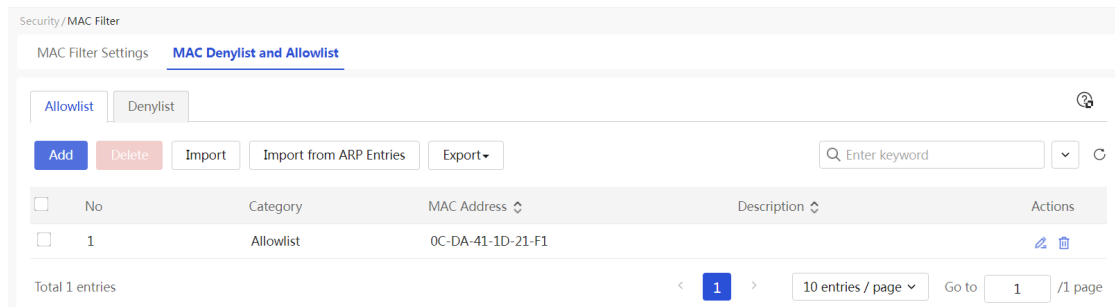 Security / MAC Filter
MAC Filter Settings MAC Denylist and Allowlist
Allowlist Denylist
Add Delete Import Import from ARP Entries Export Enter keyword
No Category MAC Address Description Actions
1 Allowlist 0C-DA-41-1D-21-F1
Total 1 entries < 1 > 10 entries / page Go to 1 /1 page